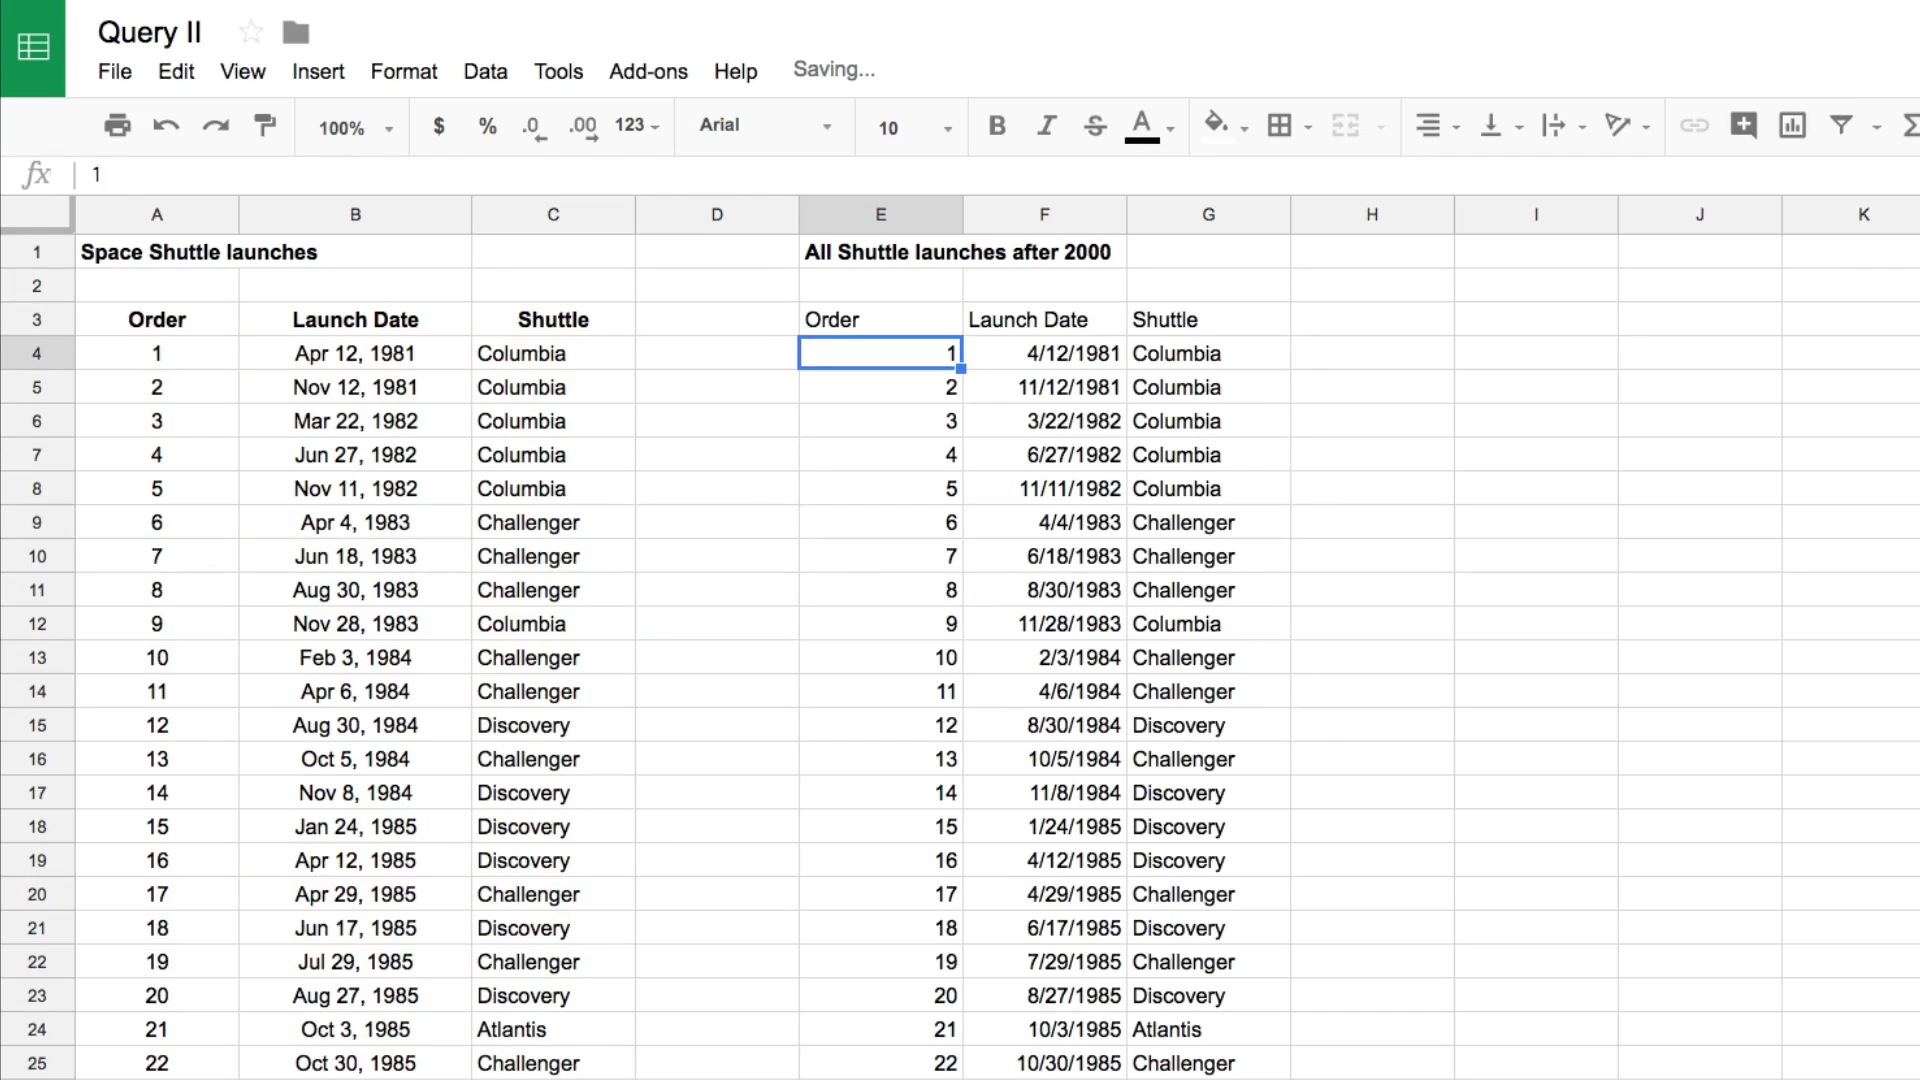 Query II
File Edit View Insert Format Data Tools Add-ons Help Saving...
100% $ % .0 .00 123 Arial 10 B I S A Σ
fx 1
A B C D E F G H I J K
1 Space Shuttle launches All Shuttle launches after 2000
2
3 Order Launch Date Shuttle Order Launch Date Shuttle
4 1 Apr 12, 1981 Columbia 1 4/12/1981 Columbia
5 2 Nov 12, 1981 Columbia 2 11/12/1981 Columbia
6 3 Mar 22, 1982 Columbia 3 3/22/1982 Columbia
7 4 Jun 27, 1982 Columbia 4 6/27/1982 Columbia
8 5 Nov 11, 1982 Columbia 5 11/11/1982 Columbia
9 6 Apr 4, 1983 Challenger 6 4/4/1983 Challenger
10 7 Jun 18, 1983 Challenger 7 6/18/1983 Challenger
11 8 Aug 30, 1983 Challenger 8 8/30/1983 Challenger
12 9 Nov 28, 1983 Columbia 9 11/28/1983 Columbia
13 10 Feb 3, 1984 Challenger 10 2/3/1984 Challenger
14 11 Apr 6, 1984 Challenger 11 4/6/1984 Challenger
15 12 Aug 30, 1984 Discovery 12 8/30/1984 Discovery
16 13 Oct 5, 1984 Challenger 13 10/5/1984 Challenger
17 14 Nov 8, 1984 Discovery 14 11/8/1984 Discovery
18 15 Jan 24, 1985 Discovery 15 1/24/1985 Discovery
19 16 Apr 12, 1985 Discovery 16 4/12/1985 Discovery
20 17 Apr 29, 1985 Challenger 17 4/29/1985 Challenger
21 18 Jun 17, 1985 Discovery 18 6/17/1985 Discovery
22 19 Jul 29, 1985 Challenger 19 7/29/1985 Challenger
23 20 Aug 27, 1985 Discovery 20 8/27/1985 Discovery
24 21 Oct 3, 1985 Atlantis 21 10/3/1985 Atlantis
25 22 Oct 30, 1985 Challenger 22 10/30/1985 Challenger